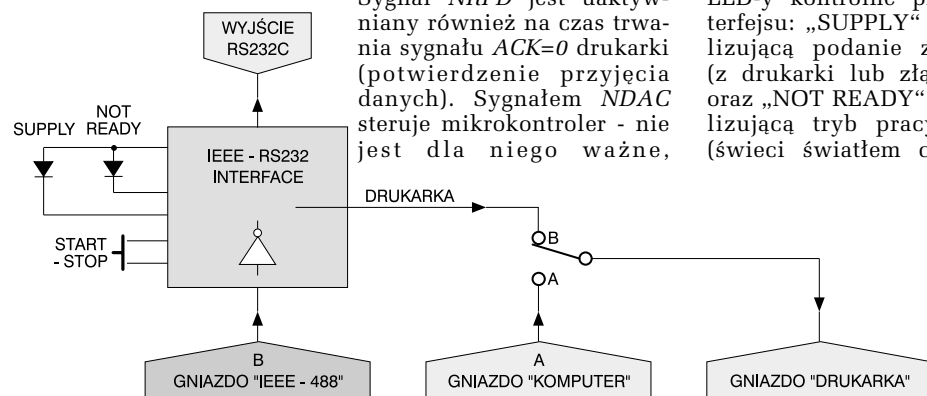 Sygnał NRFD jest uaktyw-
niany również na czas trwa-
nia sygnału ACK=0 drukarki
(potwierdzenie przyjęcia
danych). Sygnałem NDAC
steruje mikrokontroler - nie
jest dla niego ważne,
LED-y kontrolne
terfejsu: „SUPPLY“
lizującą podanie
(z drukarki lub
oraz „NOT READY“
lizującą tryb pracy
(świeci światłem
WYJŚCIE
RS232C
SUPPLY
NOT
READY
IEEE - RS232
INTERFACE
START
- STOP
DRUKARKA
B
A
B
GNIAZDO "IEEE - 488"
A
GNIAZDO "KOMPUTER"
GNIAZDO "DRUKARKA"